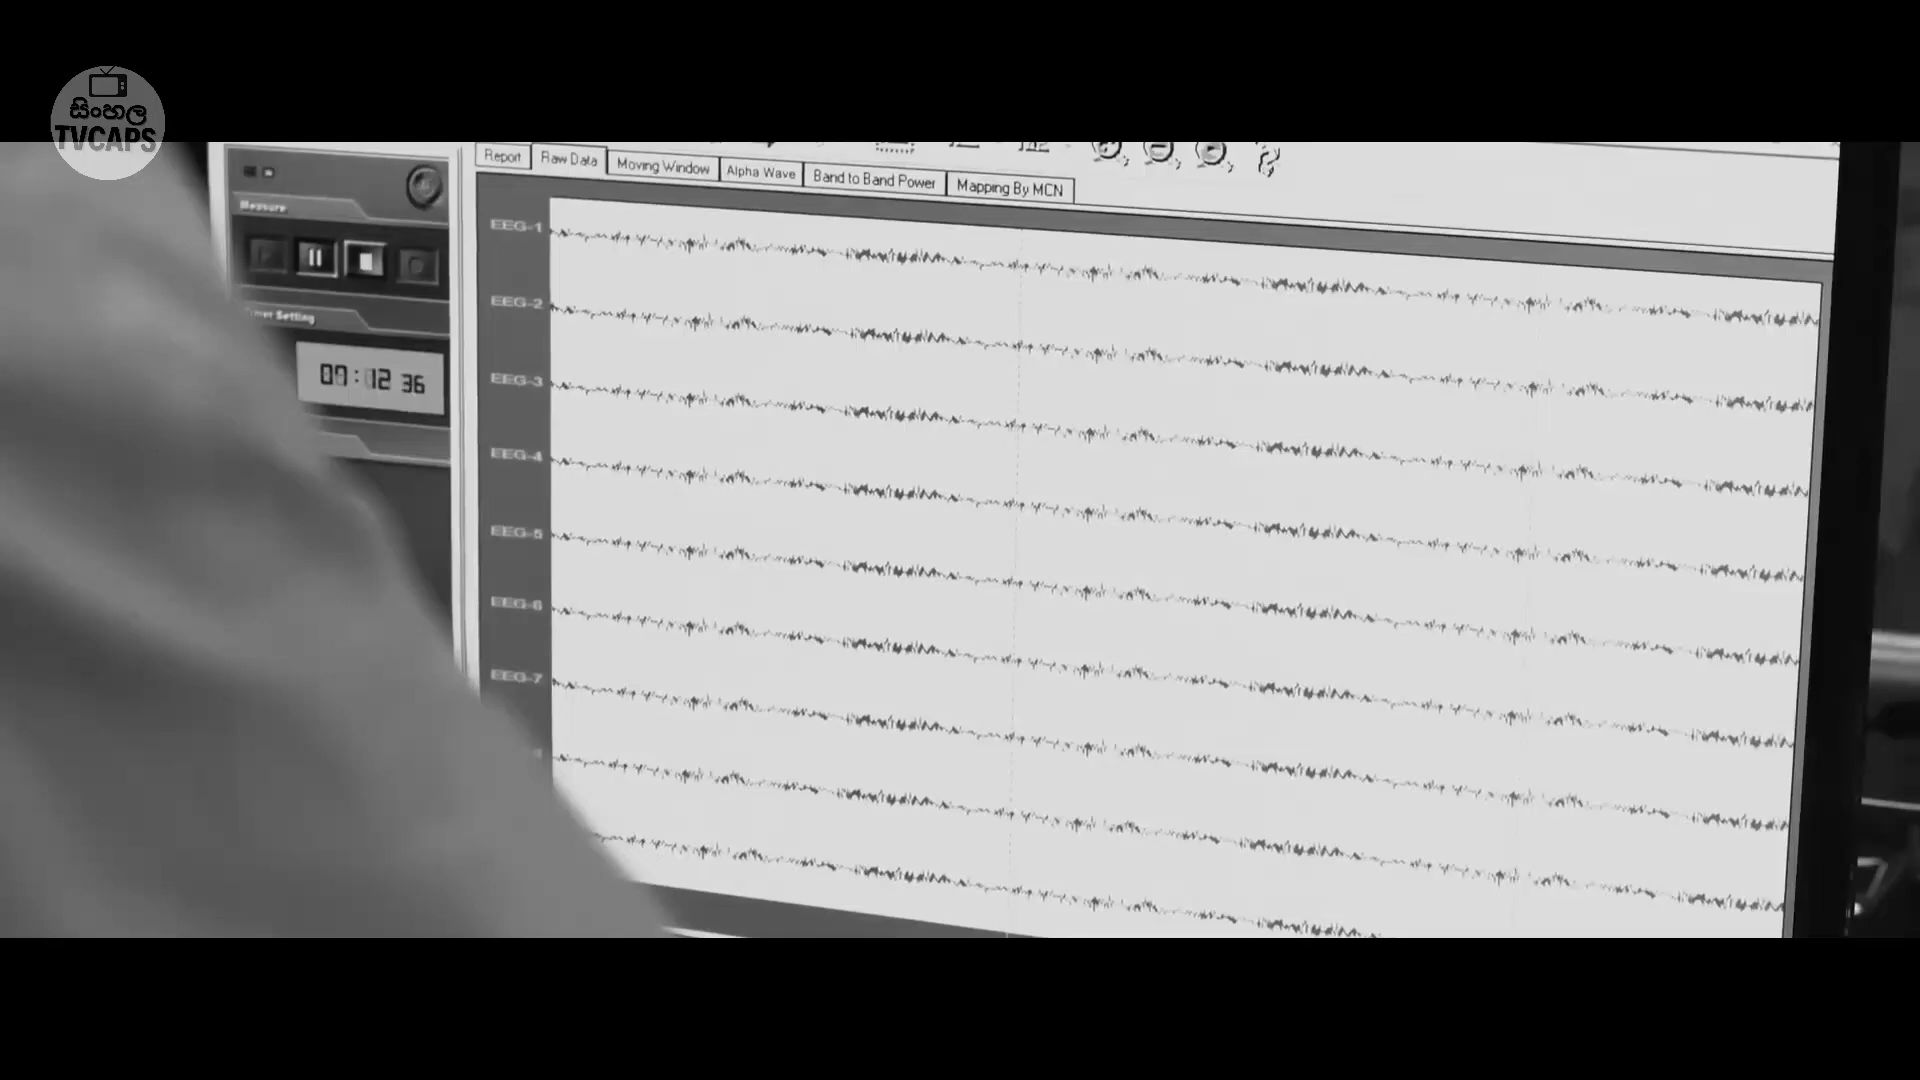 සිංහල
TVCAPS
Report
Raw Data
Moving Window
Alpha Wave
Band to Band Power
Mapping By MCN
Measure
Timer Setting
07:12 36
EEG-1
EEG-2
EEG-3
EEG-4
EEG-5
EEG-6
EEG-7